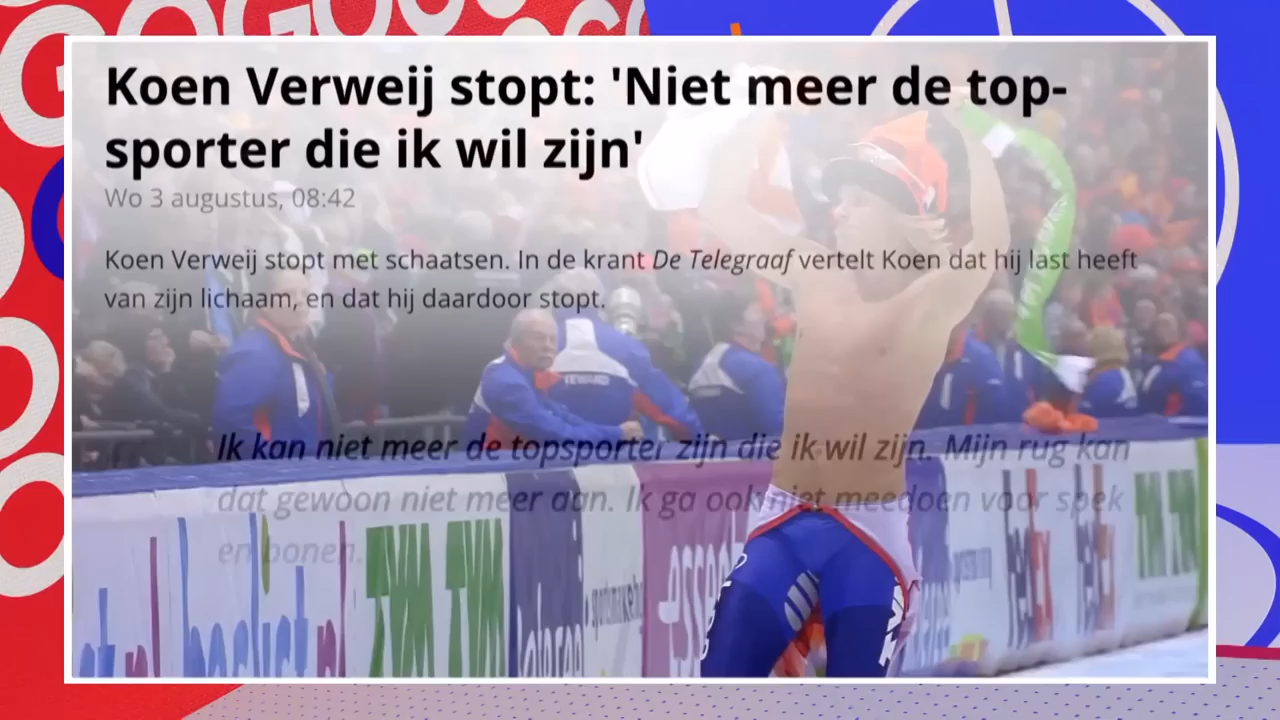 Koen Verweij stopt: 'Niet meer de top-
sporter die ik wil zijn'
Wo 3 augustus, 08:42
Koen Verweij stopt met schaatsen. In de krant De Telegraaf vertelt Koen dat hij last heeft
van zijn lichaam, en dat hij daardoor stopt.
Ik kan niet meer de topsporter zijn die ik wil zijn. Mijn rug kan
dat gewoon niet meer aan. Ik ga ook niet meedoen voor spek
en bonen.
TVM TVM